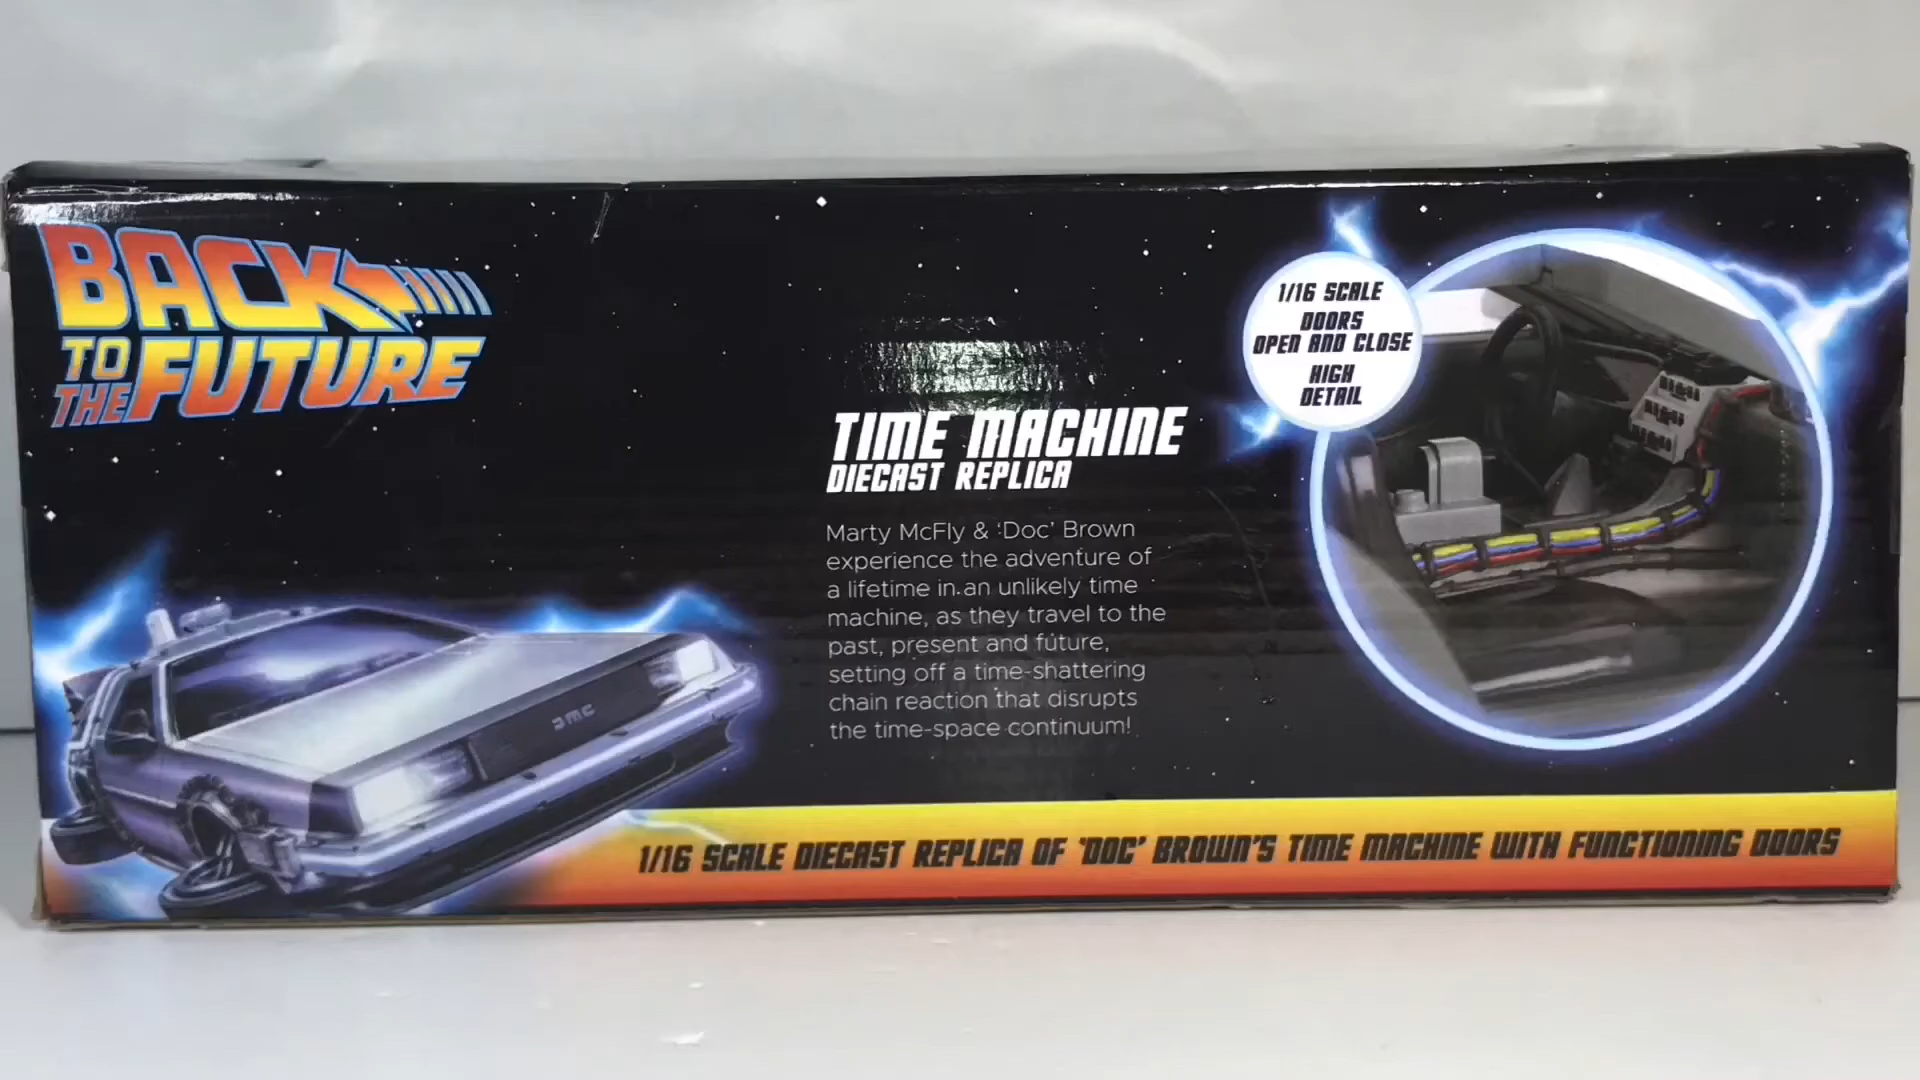 BACK
TO
THE FUTURE
1/16 SCALE
DOORS
OPEN AND CLOSE
HIGH
DETAIL
TIME MACHINE
DIECAST REPLICA
Marty McFly & ‘Doc’ Brown
experience the adventure of
a lifetime in an unlikely time
machine, as they travel to the
past, present and future,
setting off a time-shattering
chain reaction that disrupts
the time-space continuum!
DMC
1/16 SCALE DIECAST REPLICA OF ‘DOC’ BROWN’S TIME MACHINE WITH FUNCTIONING DOORS